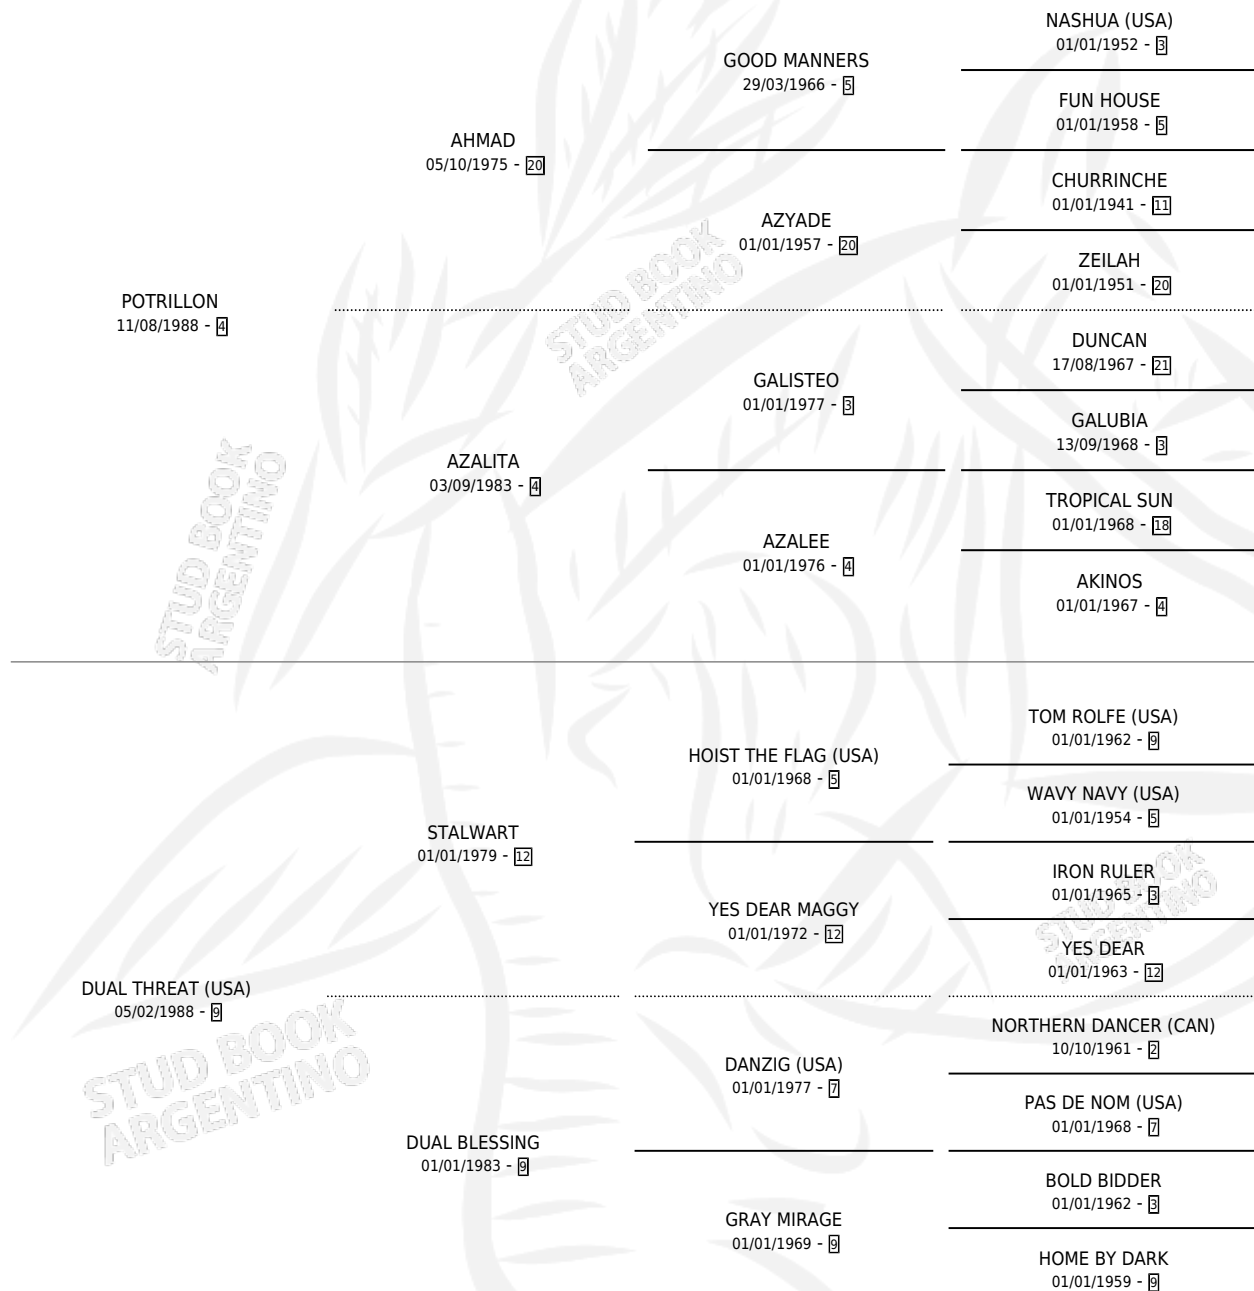 NASHUA (USA)
01/01/1952 - 3
GOOD MANNERS
29/03/1966 - 5
FUN HOUSE
01/01/1958 - 5
AHMAD
05/10/1975 - 20
CHURRINCHE
01/01/1941 - 11
AZYADE
01/01/1957 - 20
ZEILAH
01/01/1951 - 20
POTRILLON
11/08/1988 - 4
STUD BOOK
ARGENTINO
DUNCAN
17/08/1967 - 21
GALISTEO
01/01/1977 - 3
GALUBIA
13/09/1968 - 3
AZALITA
03/09/1983 - 4
TROPICAL SUN
01/01/1968 - 18
AZALEE
01/01/1976 - 4
AKINOS
01/01/1967 - 4
STUD BOOK
ARGENTINO
TOM ROLFE (USA)
01/01/1962 - 9
HOIST THE FLAG (USA)
01/01/1968 - 5
WAVY NAVY (USA)
01/01/1954 - 5
STALWART
01/01/1979 - 12
IRON RULER
01/01/1965 - 3
YES DEAR MAGGY
01/01/1972 - 12
YES DEAR
01/01/1963 - 12
STUD BOOK
ARGENTINO
DUAL THREAT (USA)
05/02/1988 - 9
NORTHERN DANCER (CAN)
10/10/1961 - 2
DANZIG (USA)
01/01/1977 - 7
PAS DE NOM (USA)
01/01/1968 - 7
STUD BOOK
ARGENTINO
DUAL BLESSING
01/01/1983 - 9
BOLD BIDDER
01/01/1962 - 3
GRAY MIRAGE
01/01/1969 - 9
HOME BY DARK
01/01/1959 - 9